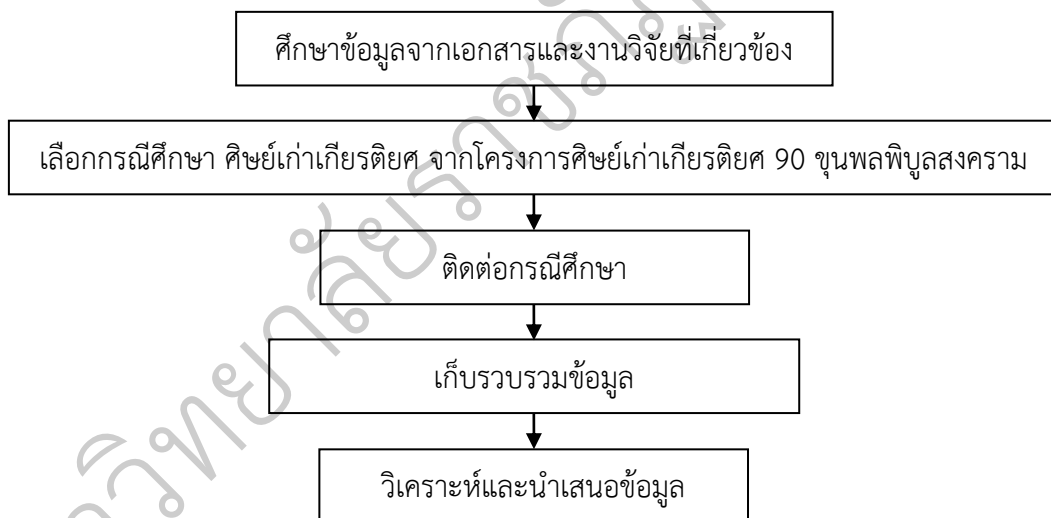 ศึกษาข้อมูลจากเอกสารและงานวิจัยที่เกี่ยวข้อง
เลือกกรณีศึกษา ศิษย์เก่าเกียรติยศ จากโครงการศิษย์เก่าเกียรติยศ 90 ขุนพลพิบูลสงคราม
ติดต่อกรณีศึกษา
เก็บรวบรวมข้อมูล
วิเคราะห์และนำเสนอข้อมูล